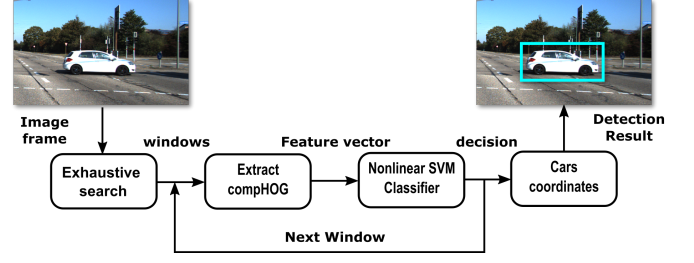 Image
frame
windows
Feature vector
decision
Detection
Result
Exhaustive
search
Extract
compHOG
Nonlinear SVM
Classifier
Cars
coordinates
Next Window